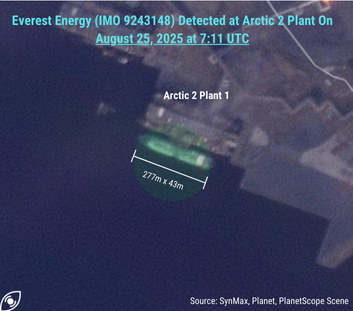 Everest Energy (IMO 9243148) Detected at Arctic 2 Plant On
August 25, 2025 at 7:11 UTC
Arctic 2 Plant 1
277m x 43m
Source: SynMax, Planet, PlanetScope Scene